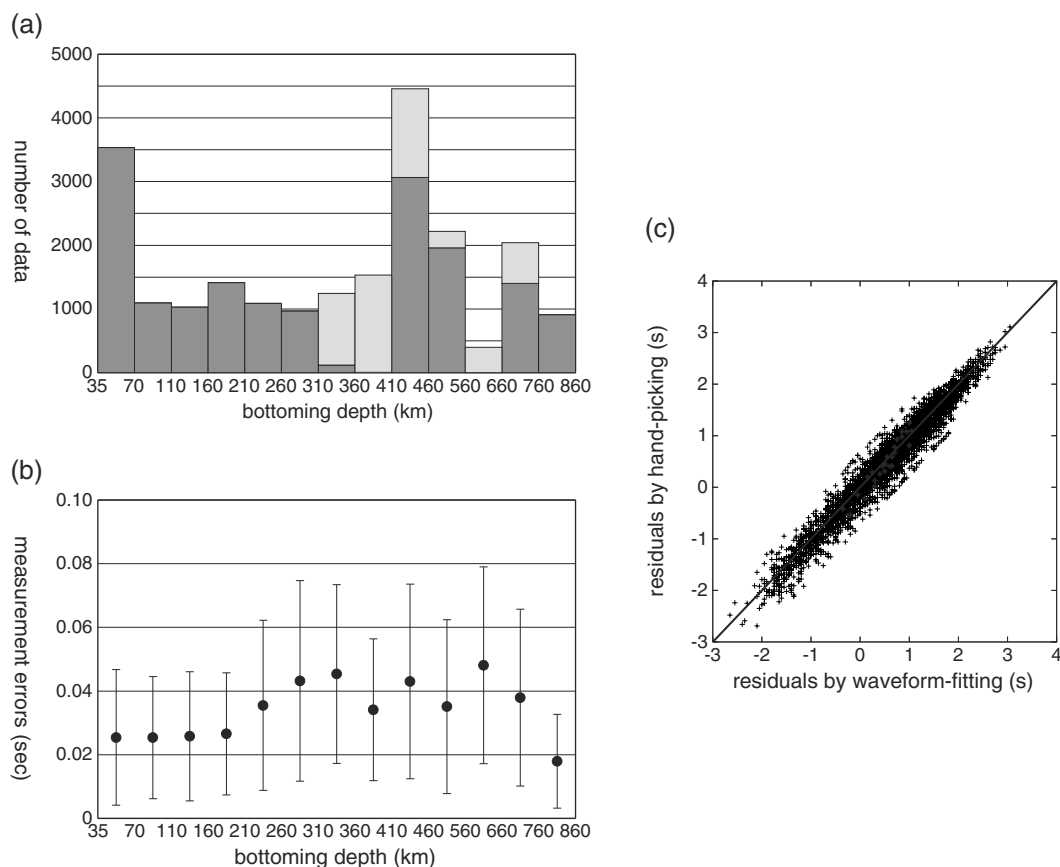 (a)
5000
4000
3000
2000
1000
0
number of data
35 70 110 160 210 260 310 360 410 460 560 660 760 860
bottoming depth (km)
(b)
0.10
0.08
0.06
0.04
0.02
0
measurement errors (sec)
35 70 110 160 210 260 310 360 410 460 560 660 760 860
bottoming depth (km)
(c)
4
3
2
1
0
-1
-2
-3
residuals by hand-picking (s)
-3 -2 -1 0 1 2 3 4
residuals by waveform-fitting (s)